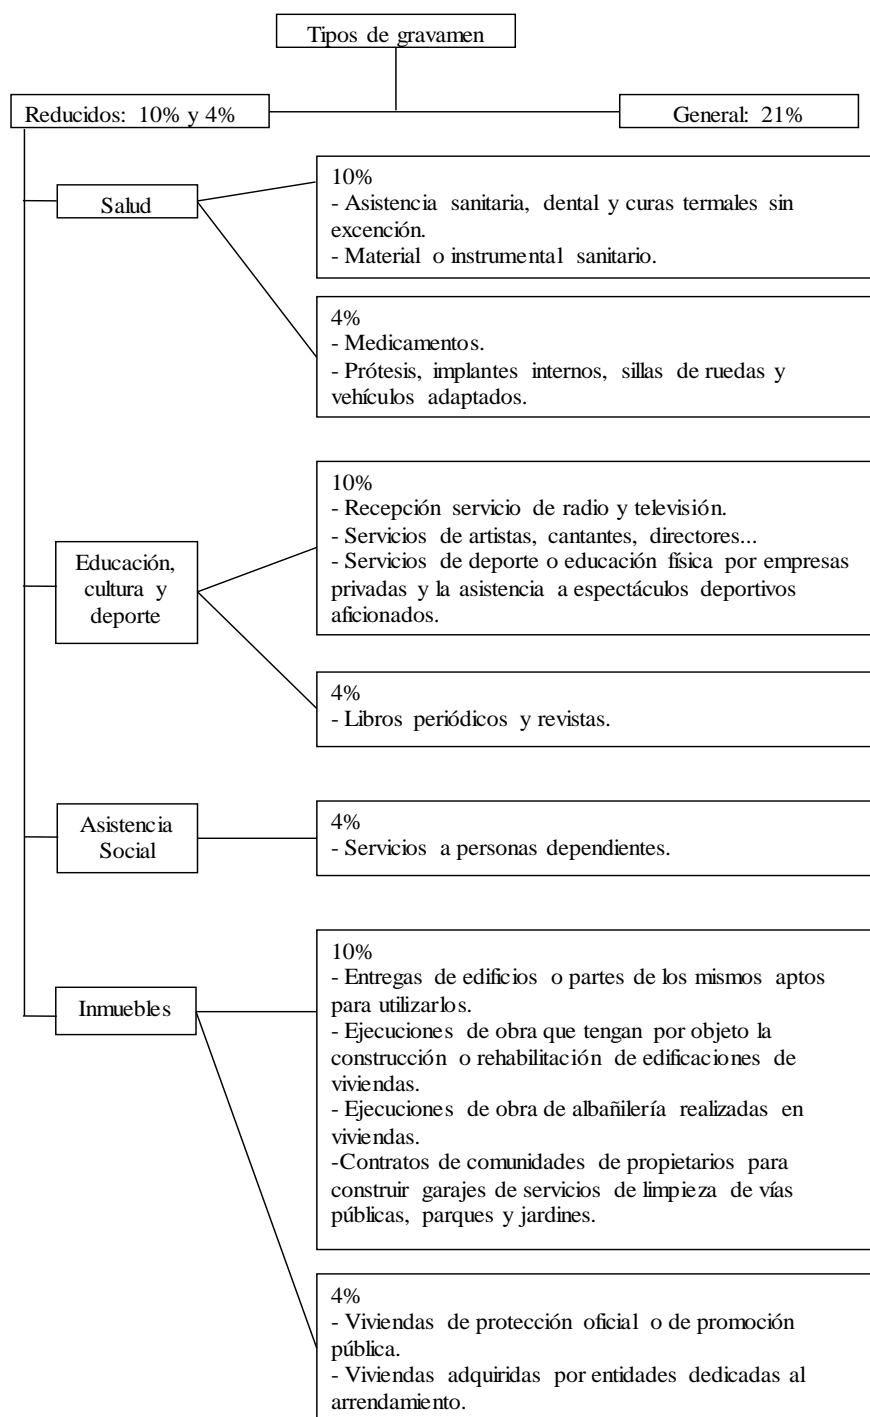 Tipos de gravamen
Reducidos: 10% y 4%
General: 21%
Salud
10%
- Asistencia sanitaria, dental y curas termales sin
excención.
- Material o instrumental sanitario.
4%
- Medicamentos.
- Prótesis, implantes internos, sillas de ruedas y
vehículos adaptados.
Educación,
cultura y
deporte
10%
- Recepción servicio de radio y televisión.
- Servicios de artistas, cantantes, directores...
- Servicios de deporte o educación física por empresas
privadas y la asistencia a espectáculos deportivos
aficionados.
4%
- Libros periódicos y revistas.
Asistencia
Social
4%
- Servicios a personas dependientes.
Inmuebles
10%
- Entregas de edificios o partes de los mismos aptos
para utilizarlos.
- Ejecuciones de obra que tengan por objeto la
construcción o rehabilitación de edificaciones de
viviendas.
- Ejecuciones de obra de albañilería realizadas en
viviendas.
-Contratos de comunidades de propietarios para
construir garajes de servicios de limpieza de vías
públicas, parques y jardines.
4%
- Viviendas de protección oficial o de promoción
pública.
- Viviendas adquiridas por entidades dedicadas al
arrendamiento.